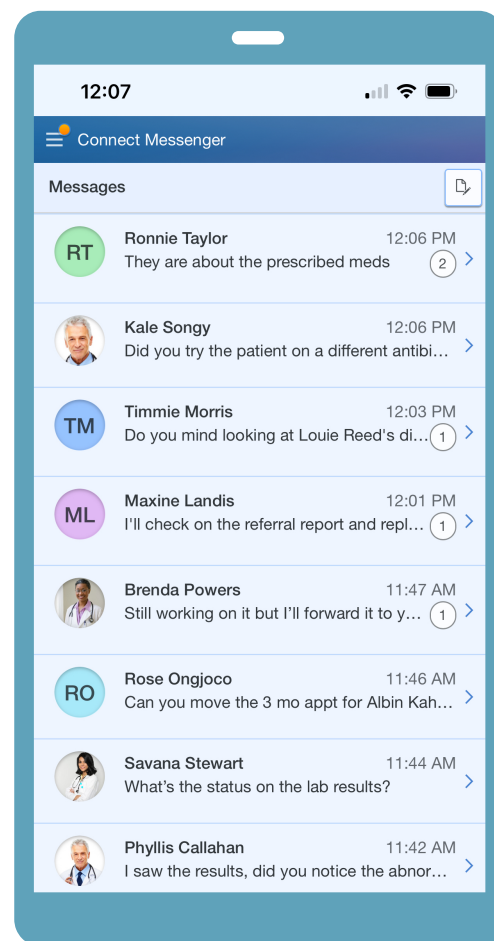 12:07
Connect Messenger
Messages
RT
Ronnie Taylor 12:06 PM
They are about the prescribed meds 2
Kale Songy 12:06 PM
Did you try the patient on a different antibi...
TM
Timmie Morris 12:03 PM
Do you mind looking at Louie Reed's di... 1
ML
Maxine Landis 12:01 PM
I'll check on the referral report and repl... 1
Brenda Powers 11:47 AM
Still working on it but I’ll forward it to y... 1
RO
Rose Ongjoco 11:46 AM
Can you move the 3 mo appt for Albin Kah...
Savana Stewart 11:44 AM
What’s the status on the lab results?
Phyllis Callahan 11:42 AM
I saw the results, did you notice the abnor...